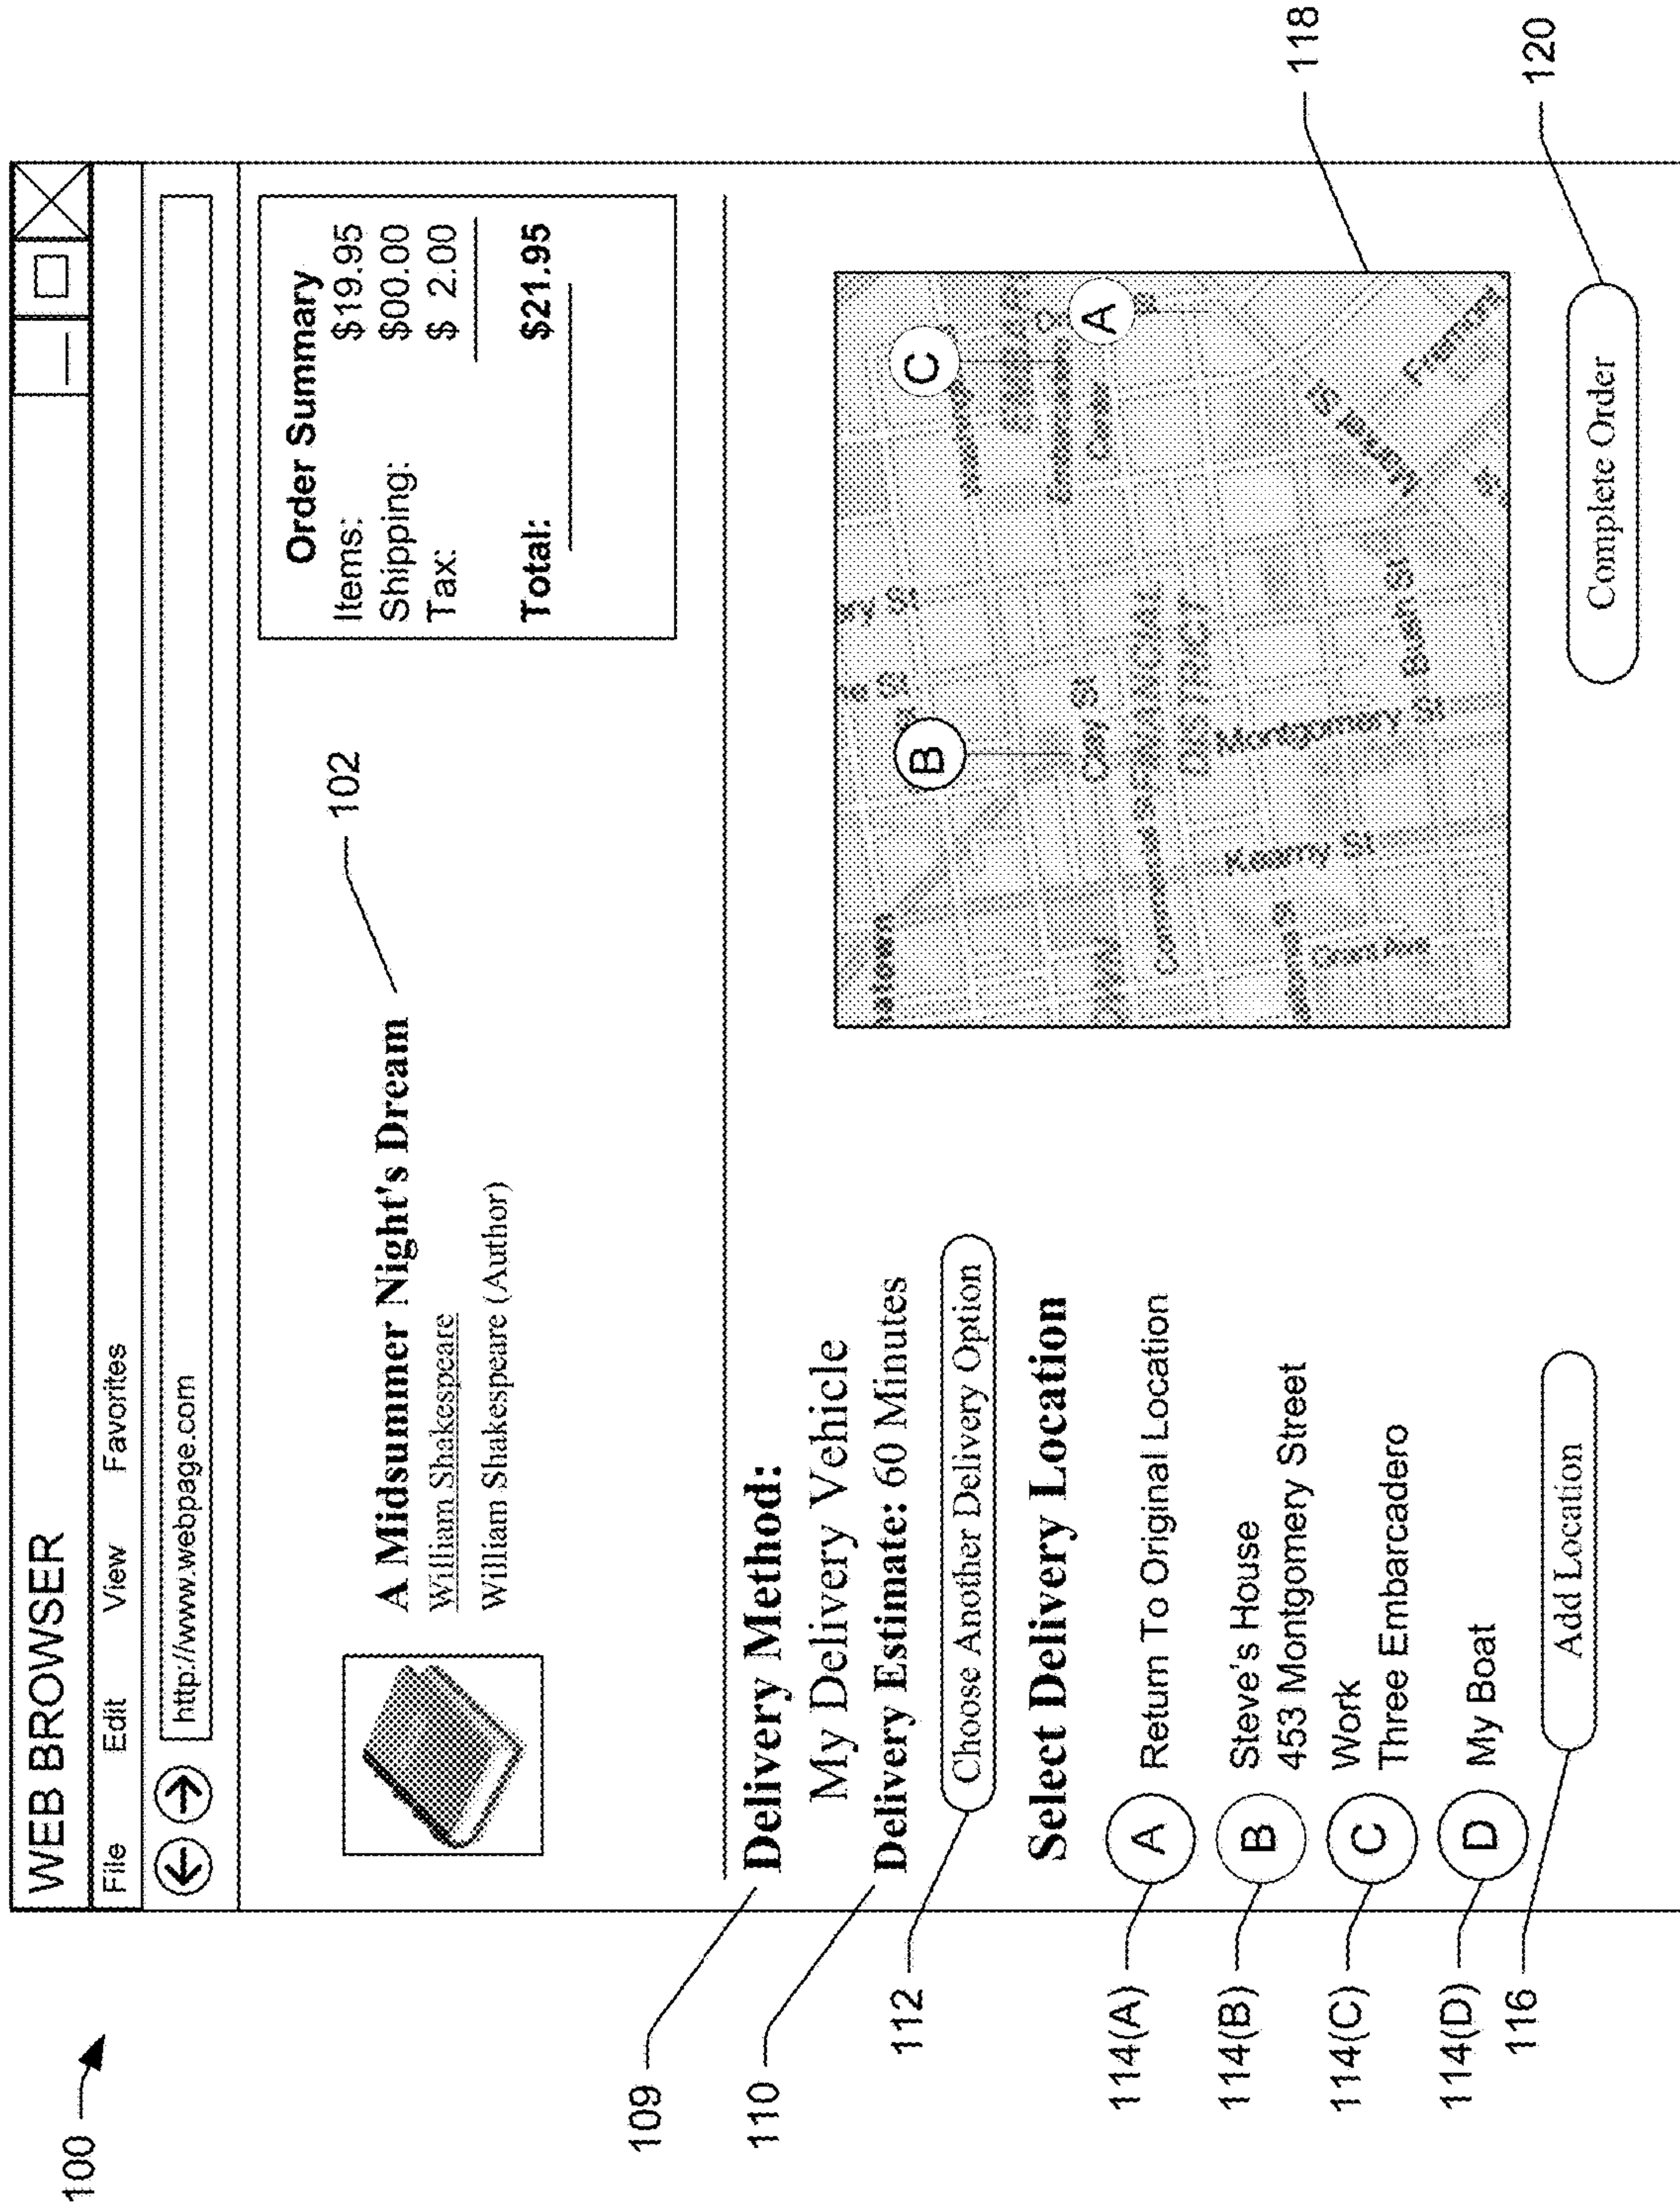 100
WEB BROWSER
File Edit View Favorites
http://www.webpage.com
A Midsummer Night's Dream
William Shakespeare
William Shakespeare (Author)
102
Order Summary
Items: $19.95
Shipping: $00.00
Tax: $ 2.00
Total: $21.95
109
Delivery Method:
My Delivery Vehicle
110
Delivery Estimate: 60 Minutes
112
Choose Another Delivery Option
Select Delivery Location
114(A)
A Return To Original Location
114(B)
B Steve's House
453 Montgomery Street
114(C)
C Work
Three Embarcadero
114(D)
D My Boat
116
Add Location
B
C
A
Clay St
DISTRICT
Montgomery St
Kearny St
118
Complete Order
120